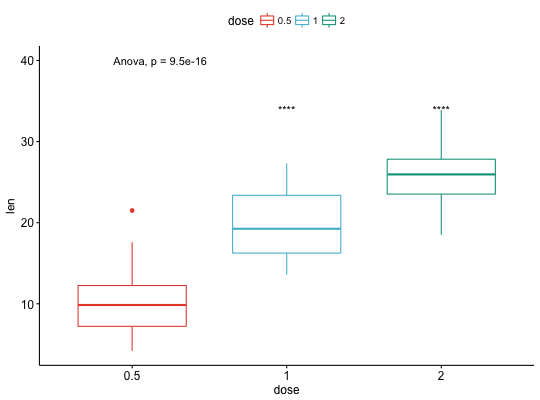 dose 0.5 1 2
40
Anova, p = 9.5e-16
**** ****
30
len
20
10
0.5 1 2
dose